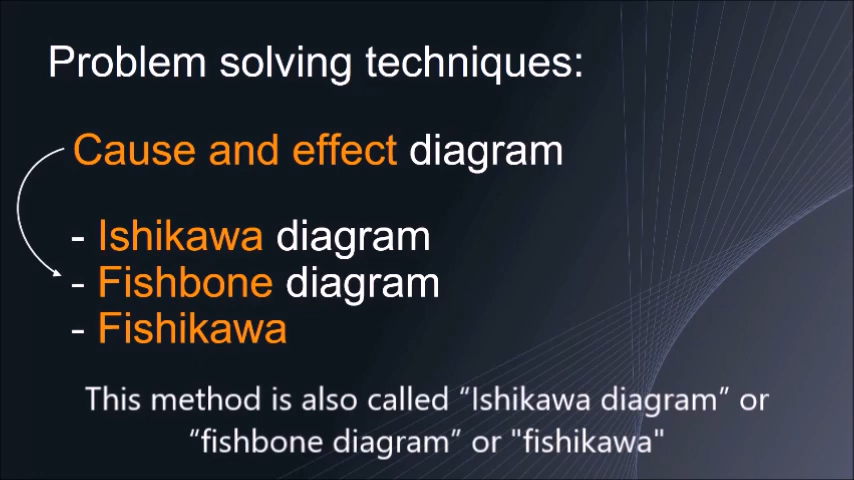 Problem solving techniques:
Cause and effect diagram
- Ishikawa diagram
- Fishbone diagram
- Fishikawa
This method is also called “Ishikawa diagram” or
“fishbone diagram” or "fishikawa"